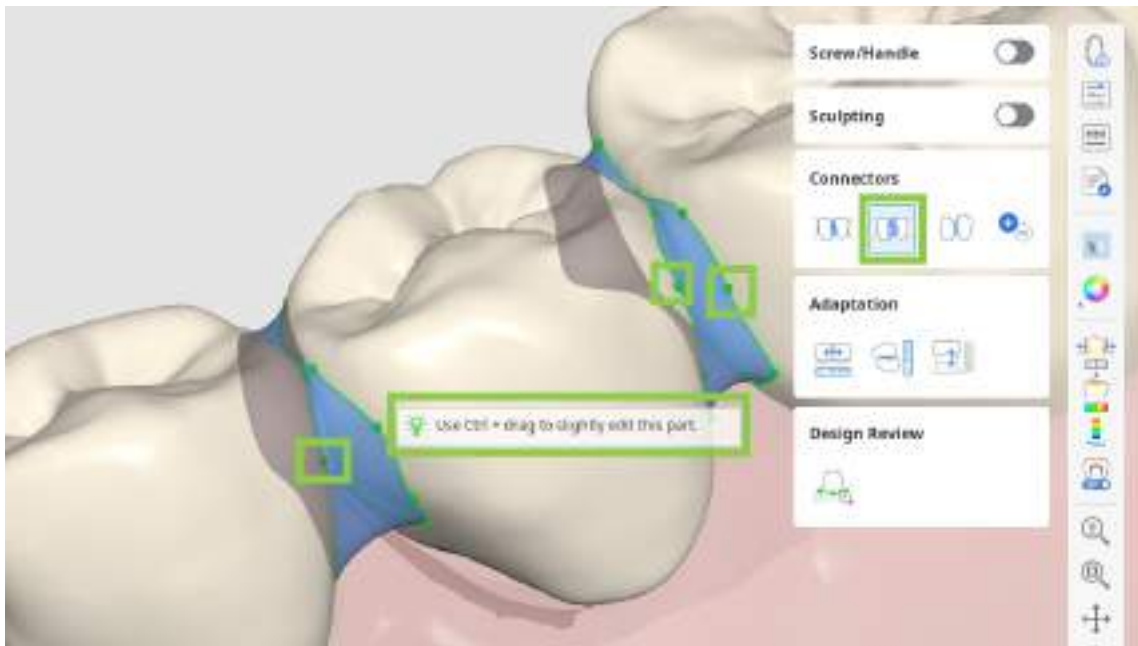 Screw/Handle
Sculpting
Connectors
Adaptation
Use Ctrl + drag to slightly edit this part.
Design Review